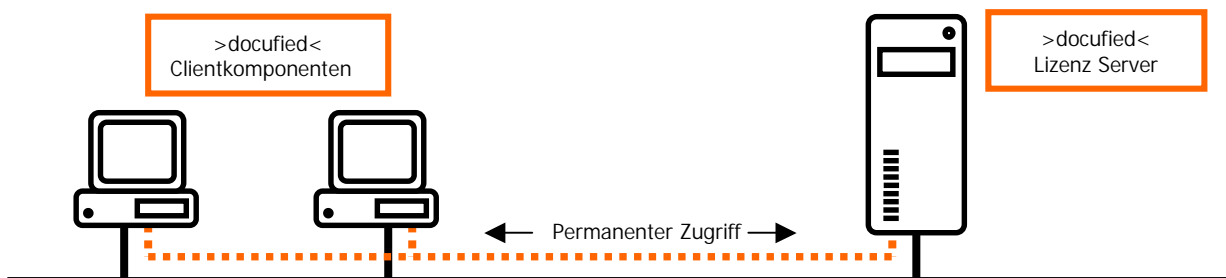 >docufied<
Clientkomponenten
>docufied<
Lizenz Server
Permanenter Zugriff